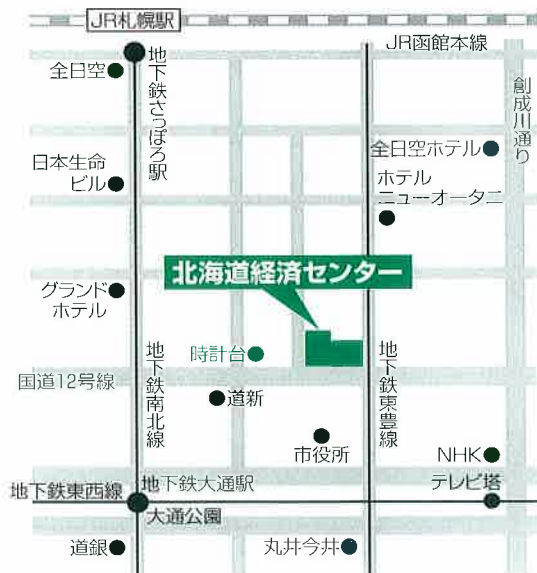 JR札幌駅
JR函館本線
地下鉄さっぽろ駅
全日空
創成川通り
全日空ホテル
日本生命
ビル
ホテル
ニューオータニ
北海道経済センター
グランド
ホテル
時計台
地下鉄南北線
地下鉄東豊線
国道12号線
道新
市役所
NHK
地下鉄東西線
地下鉄大通駅
テレビ塔
大通公園
道銀
丸井今井